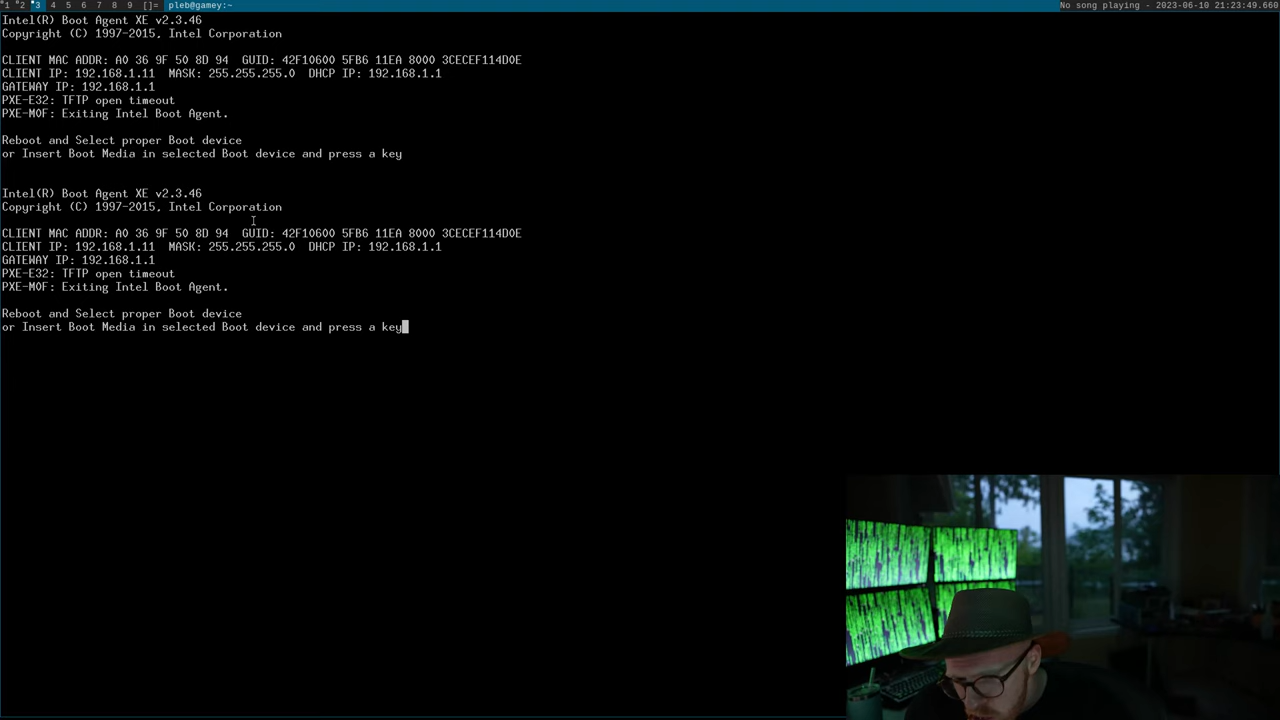 1 2 3 4 5 6 7 8 9 []= pleb@gamey:~ No song playing - 2023-06-10 21:23:49.660
Intel(R) Boot Agent XE v2.3.46
Copyright (C) 1997-2015, Intel Corporation
CLIENT MAC ADDR: A0 36 9F 50 8D 94 GUID: 42F10600 5FB6 11EA 8000 3CECEF114D0E
CLIENT IP: 192.168.1.11 MASK: 255.255.255.0 DHCP IP: 192.168.1.1
GATEWAY IP: 192.168.1.1
PXE-E32: TFTP open timeout
PXE-M0F: Exiting Intel Boot Agent.
Reboot and Select proper Boot device
or Insert Boot Media in selected Boot device and press a key
Intel(R) Boot Agent XE v2.3.46
Copyright (C) 1997-2015, Intel Corporation
CLIENT MAC ADDR: A0 36 9F 50 8D 94 GUID: 42F10600 5FB6 11EA 8000 3CECEF114D0E
CLIENT IP: 192.168.1.11 MASK: 255.255.255.0 DHCP IP: 192.168.1.1
GATEWAY IP: 192.168.1.1
PXE-E32: TFTP open timeout
PXE-M0F: Exiting Intel Boot Agent.
Reboot and Select proper Boot device
or Insert Boot Media in selected Boot device and press a key